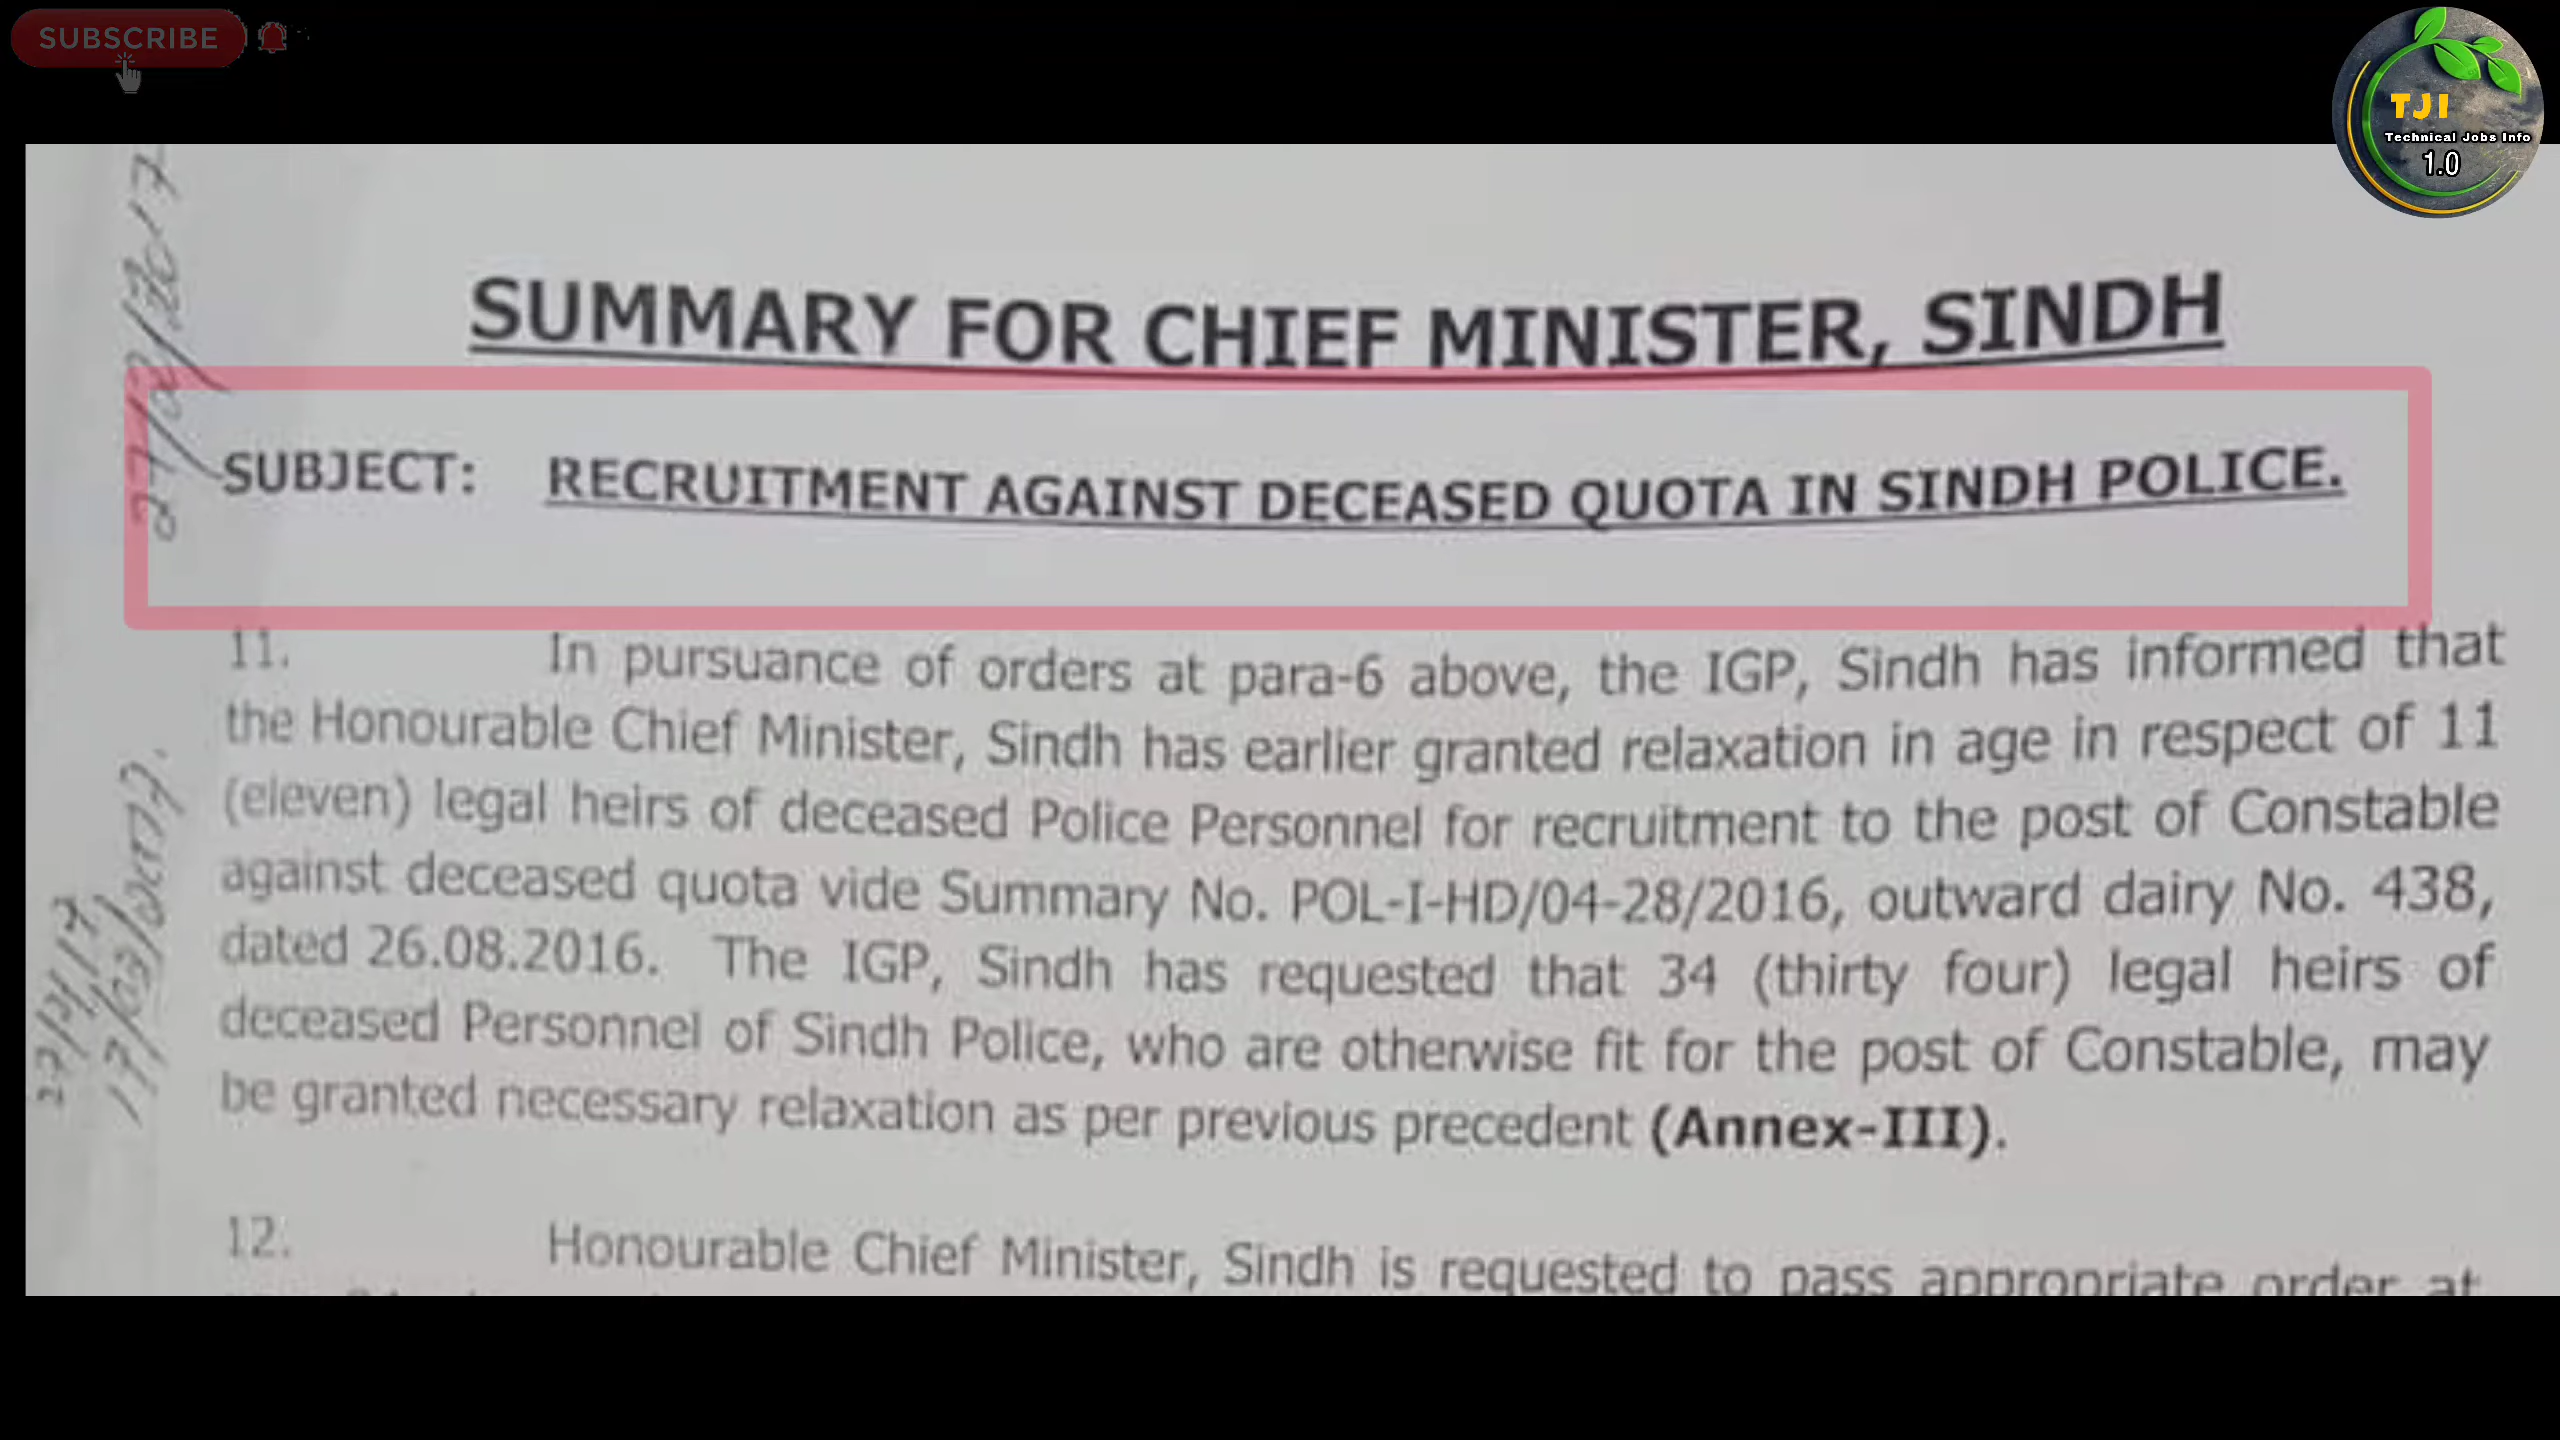 SUBSCRIBE
TJI
Technical Jobs Info
1.0
SUMMARY FOR CHIEF MINISTER, SINDH
SUBJECT: RECRUITMENT AGAINST DECEASED QUOTA IN SINDH POLICE.
11. In pursuance of orders at para-6 above, the IGP, Sindh has informed that
the Honourable Chief Minister, Sindh has earlier granted relaxation in age in respect of 11
(eleven) legal heirs of deceased Police Personnel for recruitment to the post of Constable
against deceased quota vide Summary No. POL-I-HD/04-28/2016, outward dairy No. 438,
dated 26.08.2016. The IGP, Sindh has requested that 34 (thirty four) legal heirs of
deceased Personnel of Sindh Police, who are otherwise fit for the post of Constable, may
be granted necessary relaxation as per previous precedent (Annex-III).
12. Honourable Chief Minister, Sindh is requested to pass appropriate order at